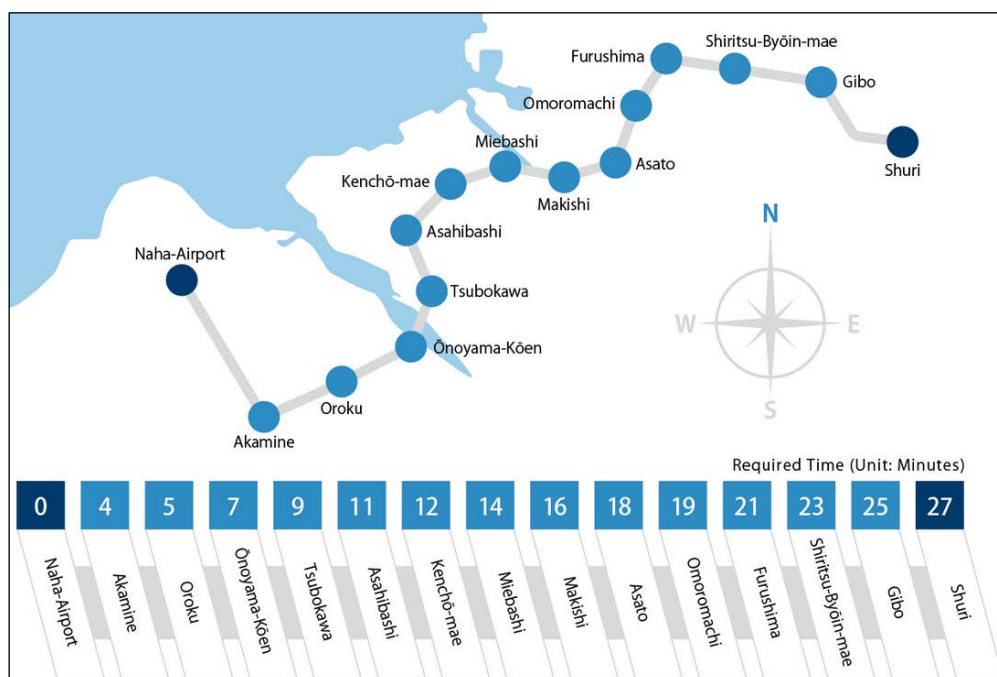 Shiritsu-Byōin-mae
Furushima
Gibo
Omoromachi
Miebashi
Asato
Shuri
Kenchō-mae
Makishi
Asahibashi
N
Naha-Airport
Tsubokawa
W
E
Ōnoyama-Kōen
Oroku
S
Akamine
Required Time (Unit: Minutes)
0 4 5 7 9 11 12 14 16 18 19 21 23 25 27
Naha-Airport
Akamine
Oroku
Ōnoyama-Kōen
Tsubokawa
Asahibashi
Kenchō-mae
Miebashi
Makishi
Asato
Omoromachi
Furushima
Shiritsu-Byōin-mae
Gibo
Shuri